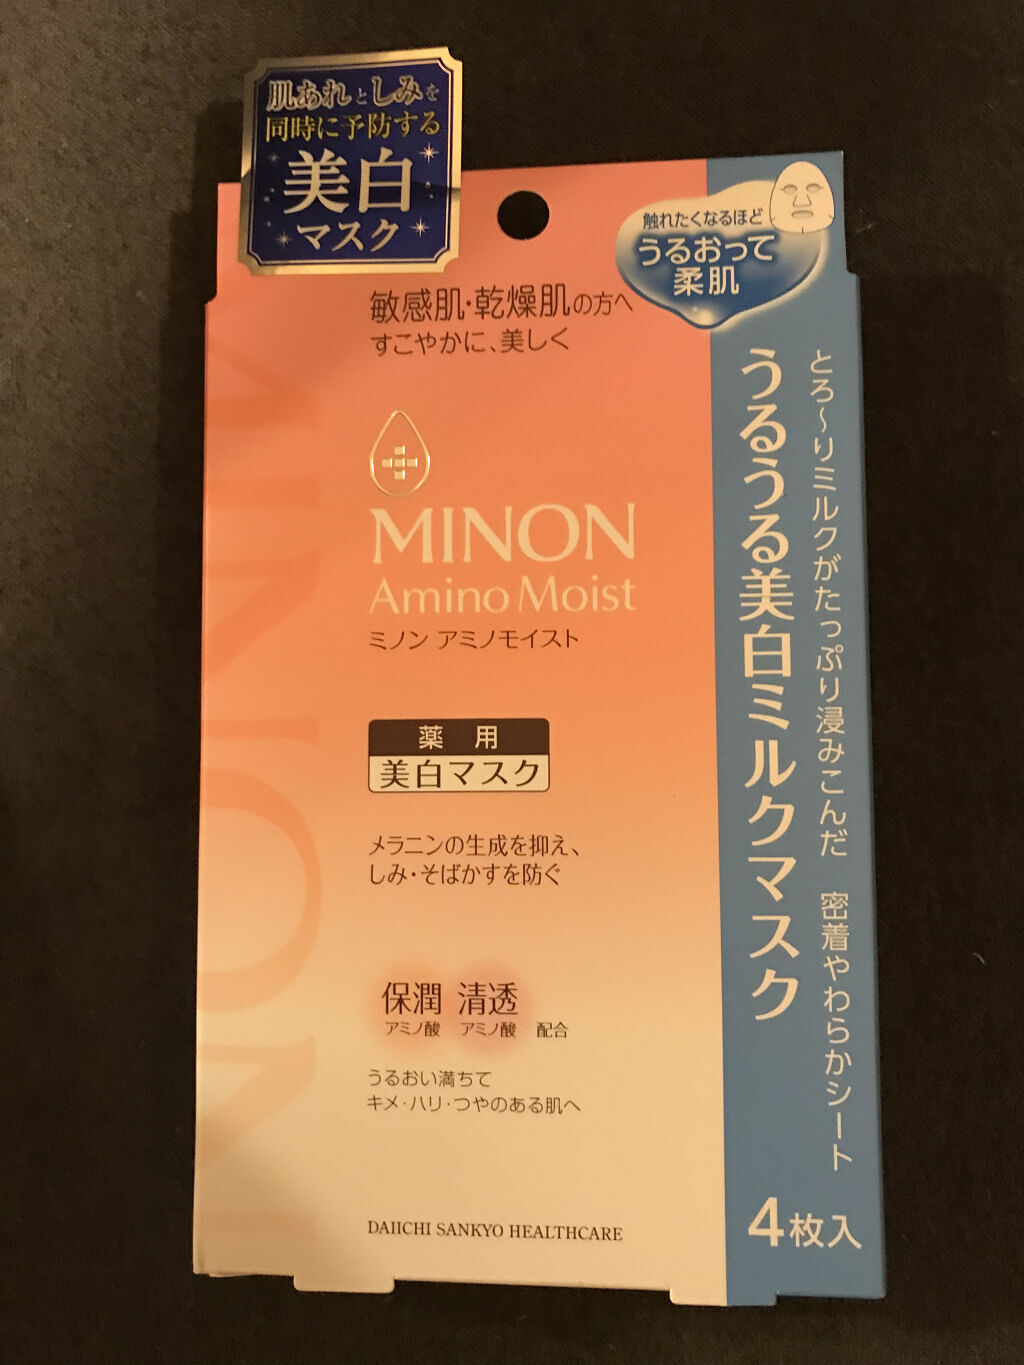 肌あれとしみを
同時に予防する
美白
マスク
触れたくなるほど
うるおって
柔肌
敏感肌・乾燥肌の方へ
すこやかに、美しく
MINON
Amino Moist
ミノン アミノモイスト
薬用
美白マスク
メラニンの生成を抑え、
しみ・そばかすを防ぐ
保潤 清透
アミノ酸 アミノ酸 配合
うるおい満ちて
キメ・ハリ・つやのある肌へ
DAIICHI SANKYO HEALTHCARE
MINON
とろ～りミルクがたっぷり浸みこんだ 密着やわらかシート
うるうる美白ミルクマスク
4枚入